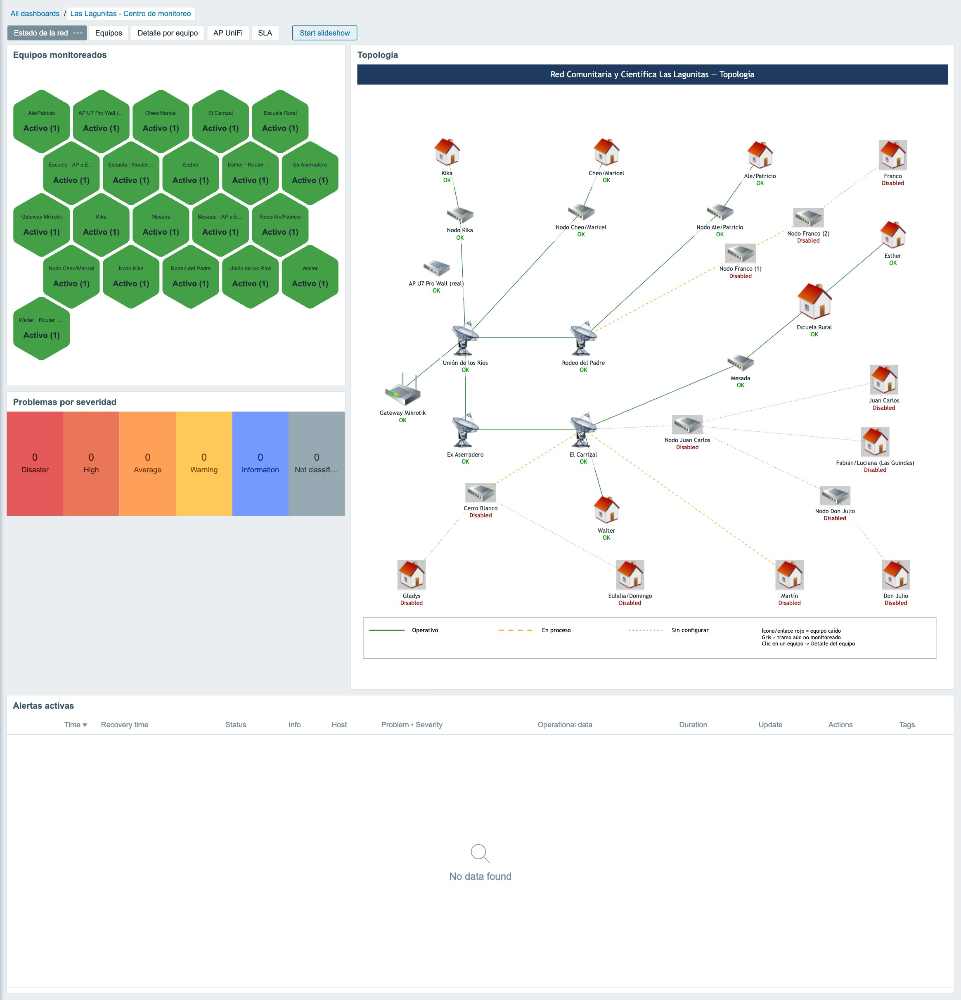 All dashboards / Las Lagunitas - Centro de monitoreo
Estado de la red ••• Equipos Detalle por equipo AP UniFi SLA Start slideshow
Equipos monitoreados
Ale/Patricio
Activo (1)
AP U7 Pro Wall (…
Activo (1)
Cheo/Maricel
Activo (1)
El Carrizal
Activo (1)
Escuela Rural
Activo (1)
Escuela · AP a E…
Activo (1)
Escuela · Router…
Activo (1)
Esther
Activo (1)
Esther · Router …
Activo (1)
Ex Aserradero
Activo (1)
Gateway Mikrotik
Activo (1)
Kika
Activo (1)
Mesada
Activo (1)
Mesada · AP a E…
Activo (1)
Nodo Ale/Patricio
Activo (1)
Nodo Cheo/Maricel
Activo (1)
Nodo Kika
Activo (1)
Rodeo del Padre
Activo (1)
Unión de los Ríos
Activo (1)
Walter
Activo (1)
Walter · Router …
Activo (1)
Problemas por severidad
0
Disaster
0
High
0
Average
0
Warning
0
Information
0
Not classifi…
Topología
Red Comunitaria y Científica Las Lagunitas — Topología
Kika
OK
Cheo/Maricel
OK
Ale/Patricio
OK
Franco
Disabled
Nodo Kika
OK
Nodo Cheo/Maricel
OK
Nodo Ale/Patricio
OK
Nodo Franco (2)
Disabled
Esther
OK
Nodo Franco (1)
Disabled
AP U7 Pro Wall (real)
OK
Escuela Rural
OK
Unión de los Ríos
OK
Rodeo del Padre
OK
Mesada
OK
Juan Carlos
Disabled
Gateway Mikrotik
OK
Nodo Juan Carlos
Disabled
Ex Aserradero
OK
El Carrizal
OK
Fabián/Luciana (Las Guindas)
Disabled
Cerro Blanco
Disabled
Nodo Don Julio
Disabled
Walter
OK
Gladys
Disabled
Eulalia/Domingo
Disabled
Martín
Disabled
Don Julio
Disabled
Operativo
En proceso
Sin configurar
Ícono/enlace rojo = equipo caído
Gris = tramo aún no monitoreado
Clic en un equipo -> Detalle del equipo
Alertas activas
Time ▼ Recovery time Status Info Host Problem • Severity Operational data Duration Update Actions Tags
No data found